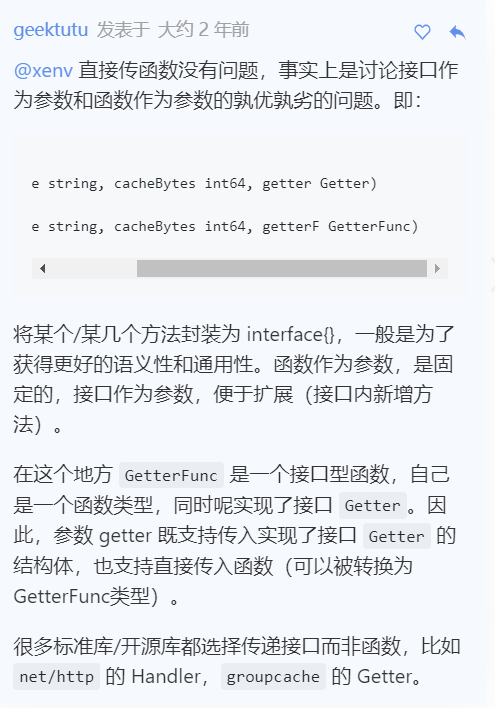 geektutu 发表于 大约 2 年前
@xenv 直接传函数没有问题，事实上是讨论接口作
为参数和函数作为参数的孰优孰劣的问题。即：
e string, cacheBytes int64, getter Getter)
e string, cacheBytes int64, getterF GetterFunc)
将某个/某几个方法封装为 interface{}，一般是为了
获得更好的语义性和通用性。函数作为参数，是固
定的，接口作为参数，便于扩展（接口内新增方
法）。
在这个地方 GetterFunc 是一个接口型函数，自己
是一个函数类型，同时呢实现了接口 Getter。因
此，参数 getter 既支持传入实现了接口 Getter 的
结构体，也支持直接传入函数（可以被转换为
GetterFunc类型）。
很多标准库/开源库都选择传递接口而非函数，比如
net/http 的 Handler，groupcache 的 Getter。